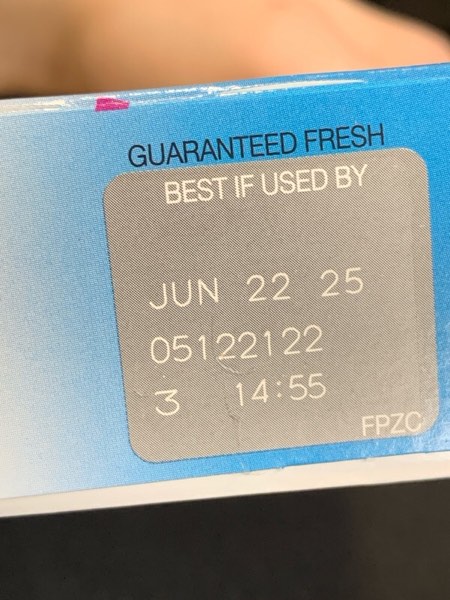 GUARANTEED FRESH
BEST IF USED BY
JUN 22 25
05122122
3 14:55
FPZC